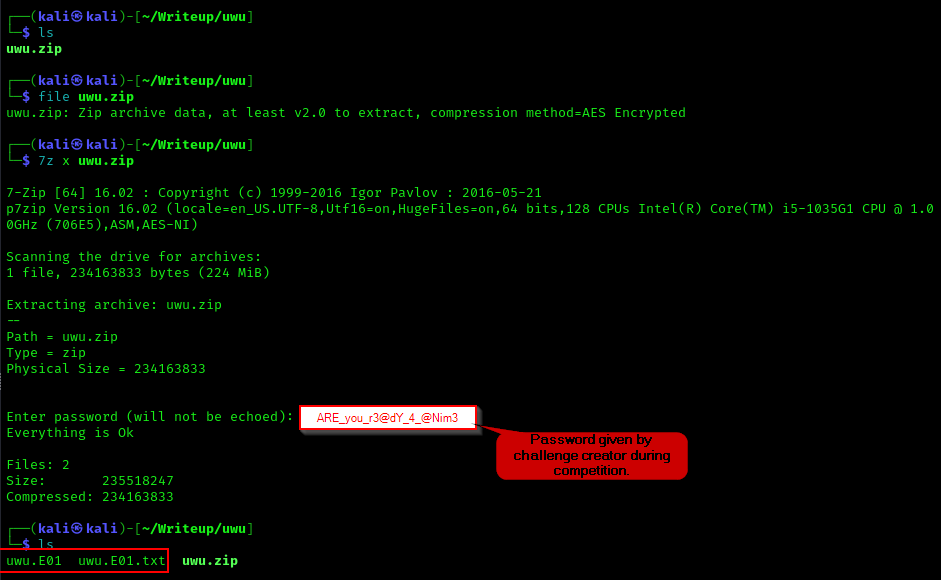 ┌──(kali㉿kali)-[~/Writeup/uwu]
└─$ ls
uwu.zip
┌──(kali㉿kali)-[~/Writeup/uwu]
└─$ file uwu.zip
uwu.zip: Zip archive data, at least v2.0 to extract, compression method=AES Encrypted
┌──(kali㉿kali)-[~/Writeup/uwu]
└─$ 7z x uwu.zip
7-Zip [64] 16.02 : Copyright (c) 1999-2016 Igor Pavlov : 2016-05-21
p7zip Version 16.02 (locale=en_US.UTF-8,Utf16=on,HugeFiles=on,64 bits,128 CPUs Intel(R) Core(TM) i5-1035G1 CPU @ 1.0
0GHz (706E5),ASM,AES-NI)
Scanning the drive for archives:
1 file, 234163833 bytes (224 MiB)
Extracting archive: uwu.zip
--
Path = uwu.zip
Type = zip
Physical Size = 234163833
Enter password (will not be echoed): ARE_you_r3@dY_4_@Nim3
Everything is Ok
Password given by
challenge creator during
competition.
Files: 2
Size:       235518247
Compressed: 234163833
┌──(kali㉿kali)-[~/Writeup/uwu]
└─$ ls
uwu.E01  uwu.E01.txt  uwu.zip